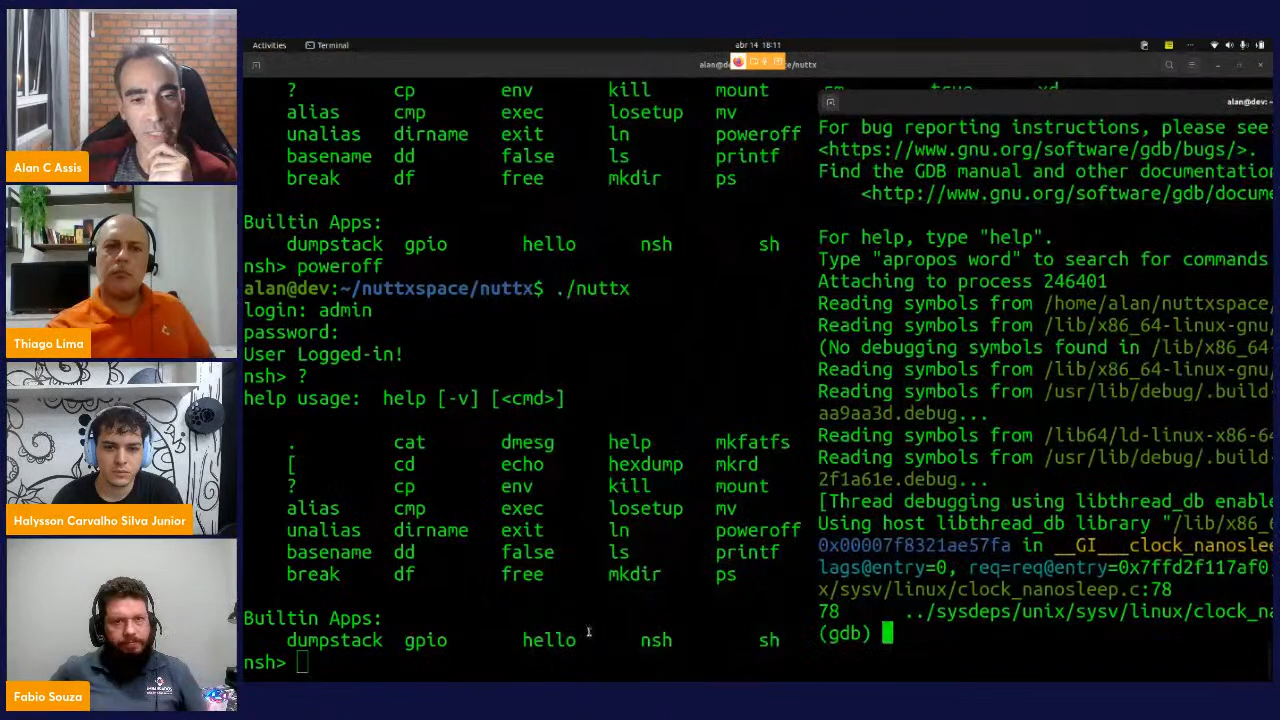 Alan C Assis
Thiago Lima
Halysson Carvalho Silva Junior
Fabio Souza
Activities Terminal abr 14 18:11
alan@d /nuttx
? cp env kill mount
alias cmp exec losetup mv
unalias dirname exit ln poweroff
basename dd false ls printf
break df free mkdir ps
Builtin Apps:
dumpstack gpio hello nsh sh
nsh> poweroff
alan@dev:~/nuttxspace/nuttx$ ./nuttx
login: admin
password:
User Logged-in!
nsh> ?
help usage: help [-v] [<cmd>]
. cat dmesg help mkfatfs
[ cd echo hexdump mkrd
? cp env kill mount
alias cmp exec losetup mv
unalias dirname exit ln poweroff
basename dd false ls printf
break df free mkdir ps
Builtin Apps:
dumpstack gpio hello nsh sh
nsh>
alan@dev: ~
For bug reporting instructions, please see:
<https://www.gnu.org/software/gdb/bugs/>.
Find the GDB manual and other documentation
<http://www.gnu.org/software/gdb/docume
For help, type "help".
Type "apropos word" to search for commands
Attaching to process 246401
Reading symbols from /home/alan/nuttxspace,
Reading symbols from /lib/x86_64-linux-gnu,
(No debugging symbols found in /lib/x86_64-
Reading symbols from /lib/x86_64-linux-gnu,
Reading symbols from /usr/lib/debug/.build-
aa9aa3d.debug...
Reading symbols from /lib64/ld-linux-x86-64
Reading symbols from /usr/lib/debug/.build-
2f1a61e.debug...
[Thread debugging using libthread_db enable
Using host libthread_db library "/lib/x86_6
0x00007f8321ae57fa in __GI___clock_nanoslee
lags@entry=0, req=req@entry=0x7ffd2f117af0,
x/sysv/linux/clock_nanosleep.c:78
78 ../sysdeps/unix/sysv/linux/clock_na
(gdb)